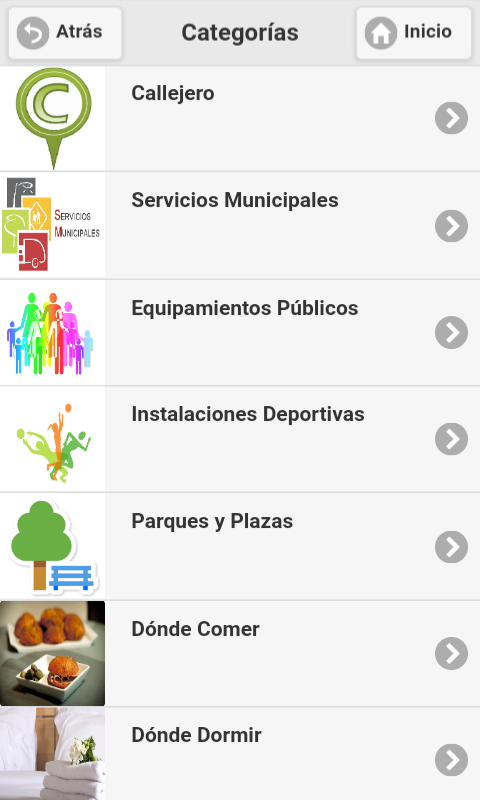 Atrás
Categorías
Inicio
C
Callejero
Servicios
Municipales
Servicios Municipales
Equipamientos Públicos
Instalaciones Deportivas
Parques y Plazas
Dónde Comer
Dónde Dormir